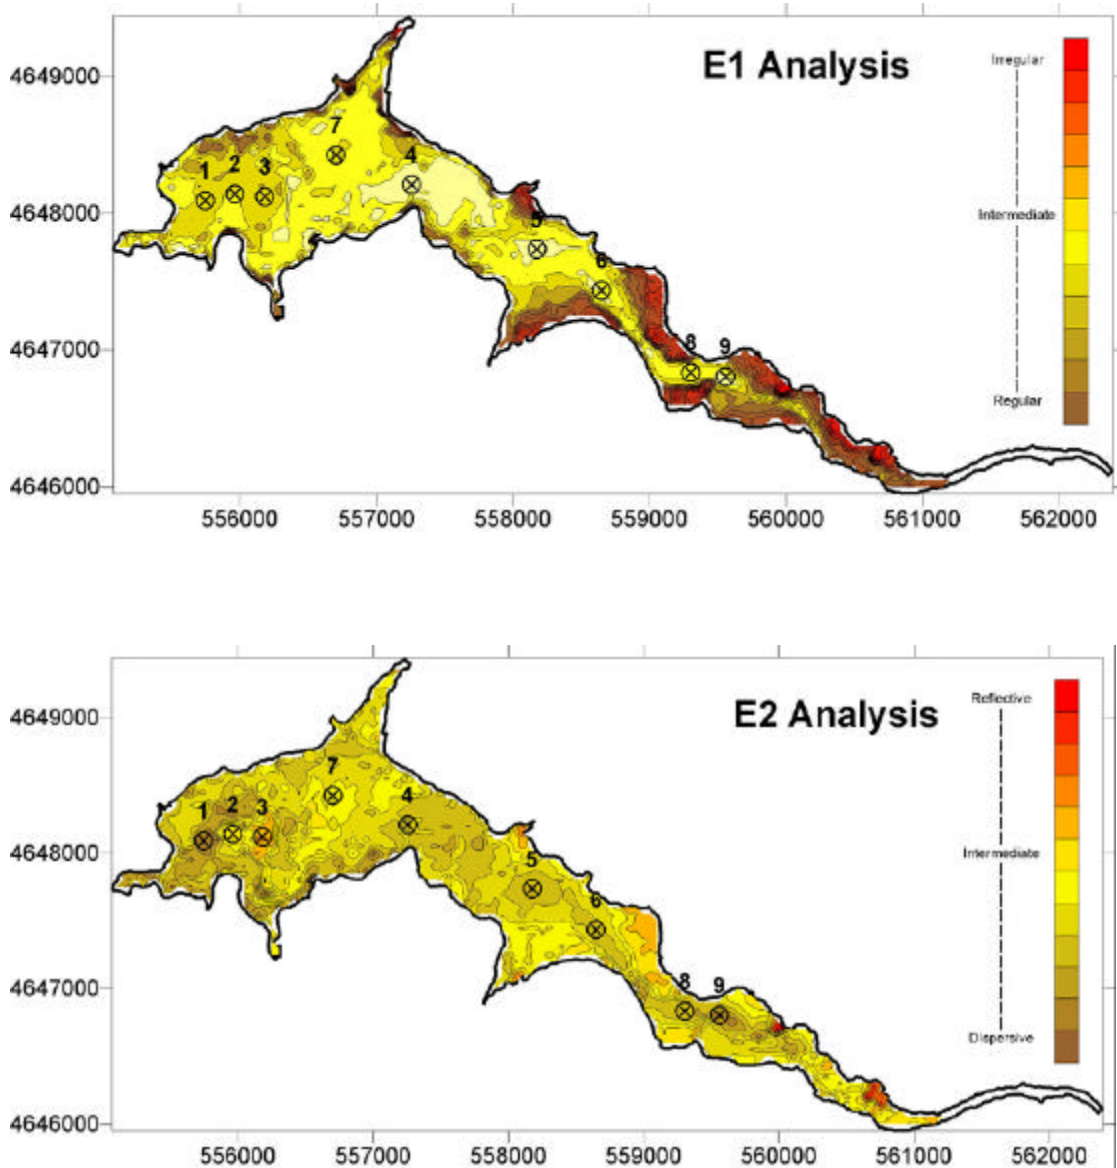 E1 Analysis
Irregular
Intermediate
Regular
4649000
4648000
4647000
4646000
1 2 3 7 4 5 6 8 9
556000 557000 558000 559000 560000 561000 562000
E2 Analysis
Reflective
Intermediate
Dispersive
4649000
4648000
4647000
4646000
1 2 3 7 4 5 6 8 9
556000 557000 558000 559000 560000 561000 562000